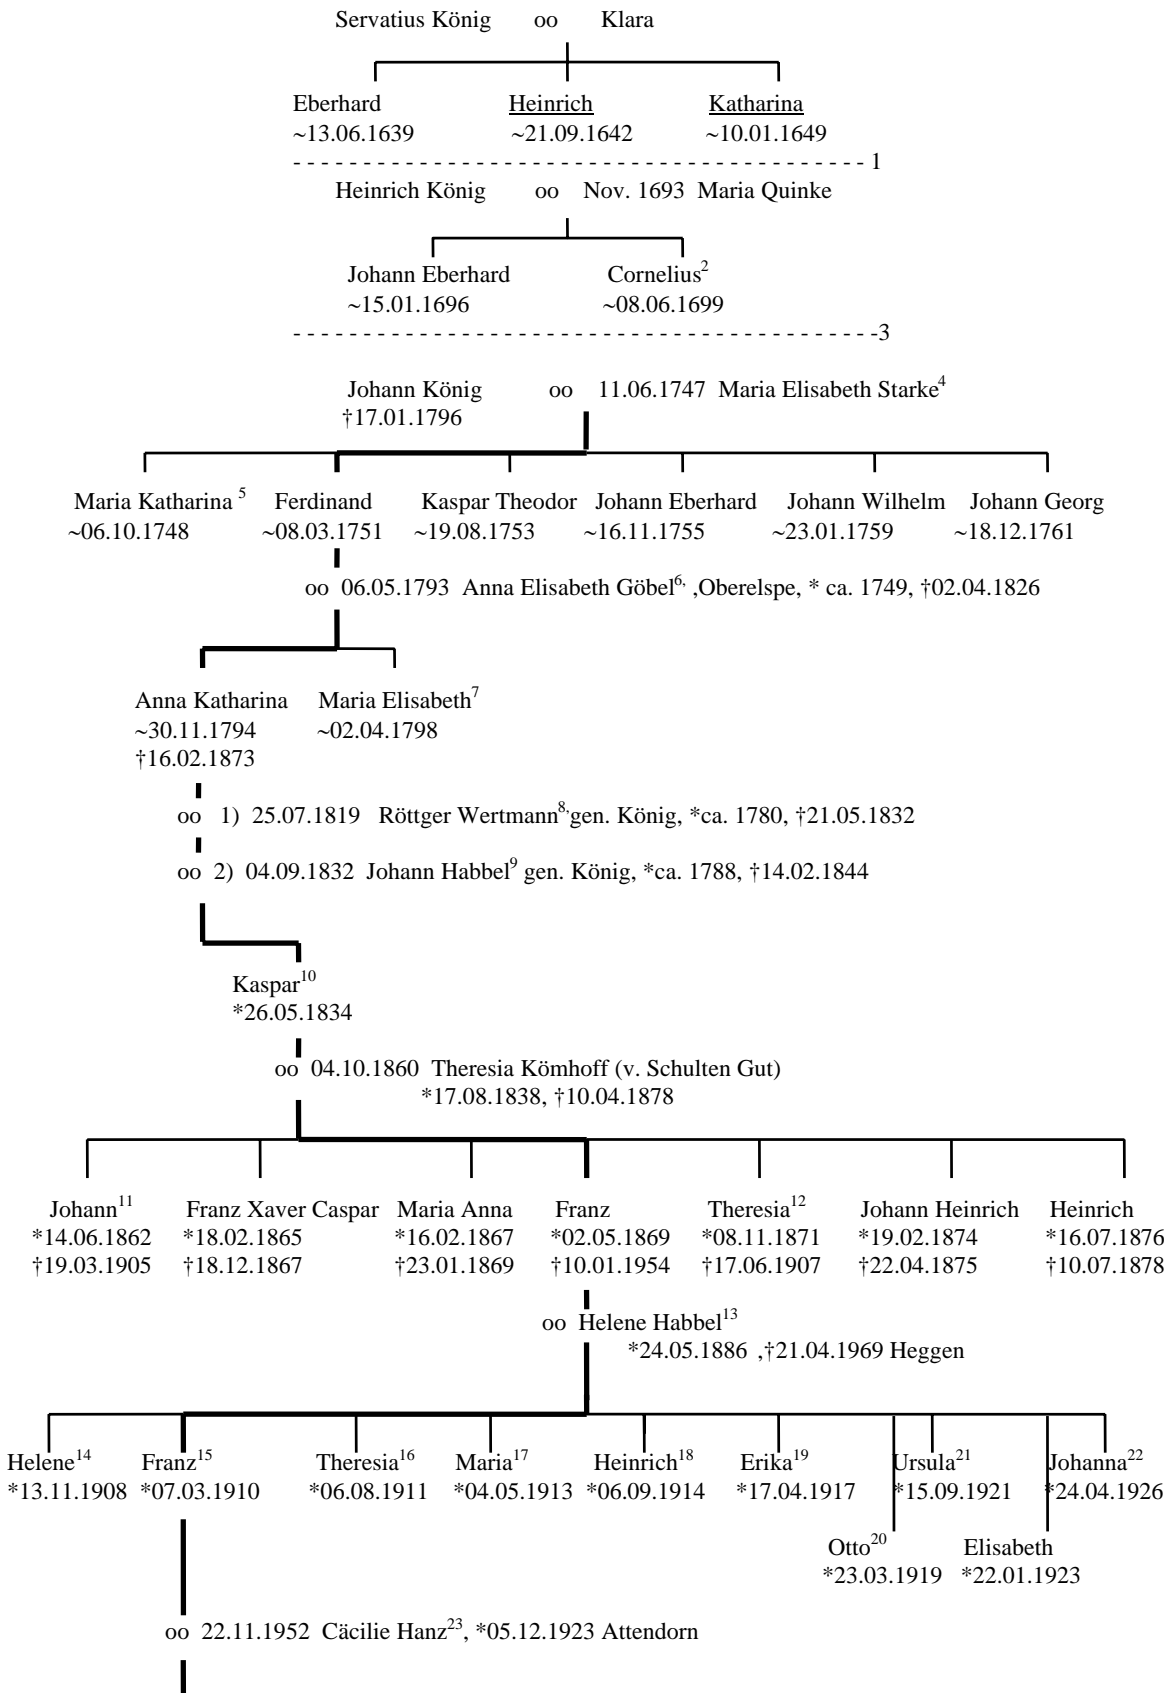 Servatius König oo Klara
Eberhard Heinrich Katharina
~13.06.1639 ~21.09.1642 ~10.01.1649
- - - - - - - - - - - - - - - - - - - - - - - - - - - - - - - - - - - - - - - - - 1
Heinrich König oo Nov. 1693 Maria Quinke
Johann Eberhard Cornelius²
~15.01.1696 ~08.06.1699
- - - - - - - - - - - - - - - - - - - - - - - - - - - - - - - - - - - - - - - - - -3
Johann König oo 11.06.1747 Maria Elisabeth Starke⁴
†17.01.1796
Maria Katharina ⁵ Ferdinand Kaspar Theodor Johann Eberhard Johann Wilhelm Johann Georg
~06.10.1748 ~08.03.1751 ~19.08.1753 ~16.11.1755 ~23.01.1759 ~18.12.1761
oo 06.05.1793 Anna Elisabeth Göbel⁶, ,Oberelspe, * ca. 1749, †02.04.1826
Anna Katharina Maria Elisabeth⁷
~30.11.1794 ~02.04.1798
†16.02.1873
oo 1) 25.07.1819 Röttger Wertmann⁸,gen. König, *ca. 1780, †21.05.1832
oo 2) 04.09.1832 Johann Habbel⁹ gen. König, *ca. 1788, †14.02.1844
Kaspar¹⁰
*26.05.1834
oo 04.10.1860 Theresia Kömhoff (v. Schulten Gut)
*17.08.1838, †10.04.1878
Johann¹¹ Franz Xaver Caspar Maria Anna Franz Theresia¹² Johann Heinrich Heinrich
*14.06.1862 *18.02.1865 *16.02.1867 *02.05.1869 *08.11.1871 *19.02.1874 *16.07.1876
†19.03.1905 †18.12.1867 †23.01.1869 †10.01.1954 †17.06.1907 †22.04.1875 †10.07.1878
oo Helene Habbel¹³
*24.05.1886 ,†21.04.1969 Heggen
Helene¹⁴ Franz¹⁵ Theresia¹⁶ Maria¹⁷ Heinrich¹⁸ Erika¹⁹ Ursula²¹ Johanna²²
*13.11.1908 *07.03.1910 *06.08.1911 *04.05.1913 *06.09.1914 *17.04.1917 *15.09.1921 *24.04.1926
Otto²⁰ Elisabeth
*23.03.1919 *22.01.1923
oo 22.11.1952 Cäcilie Hanz²³, *05.12.1923 Attendorn